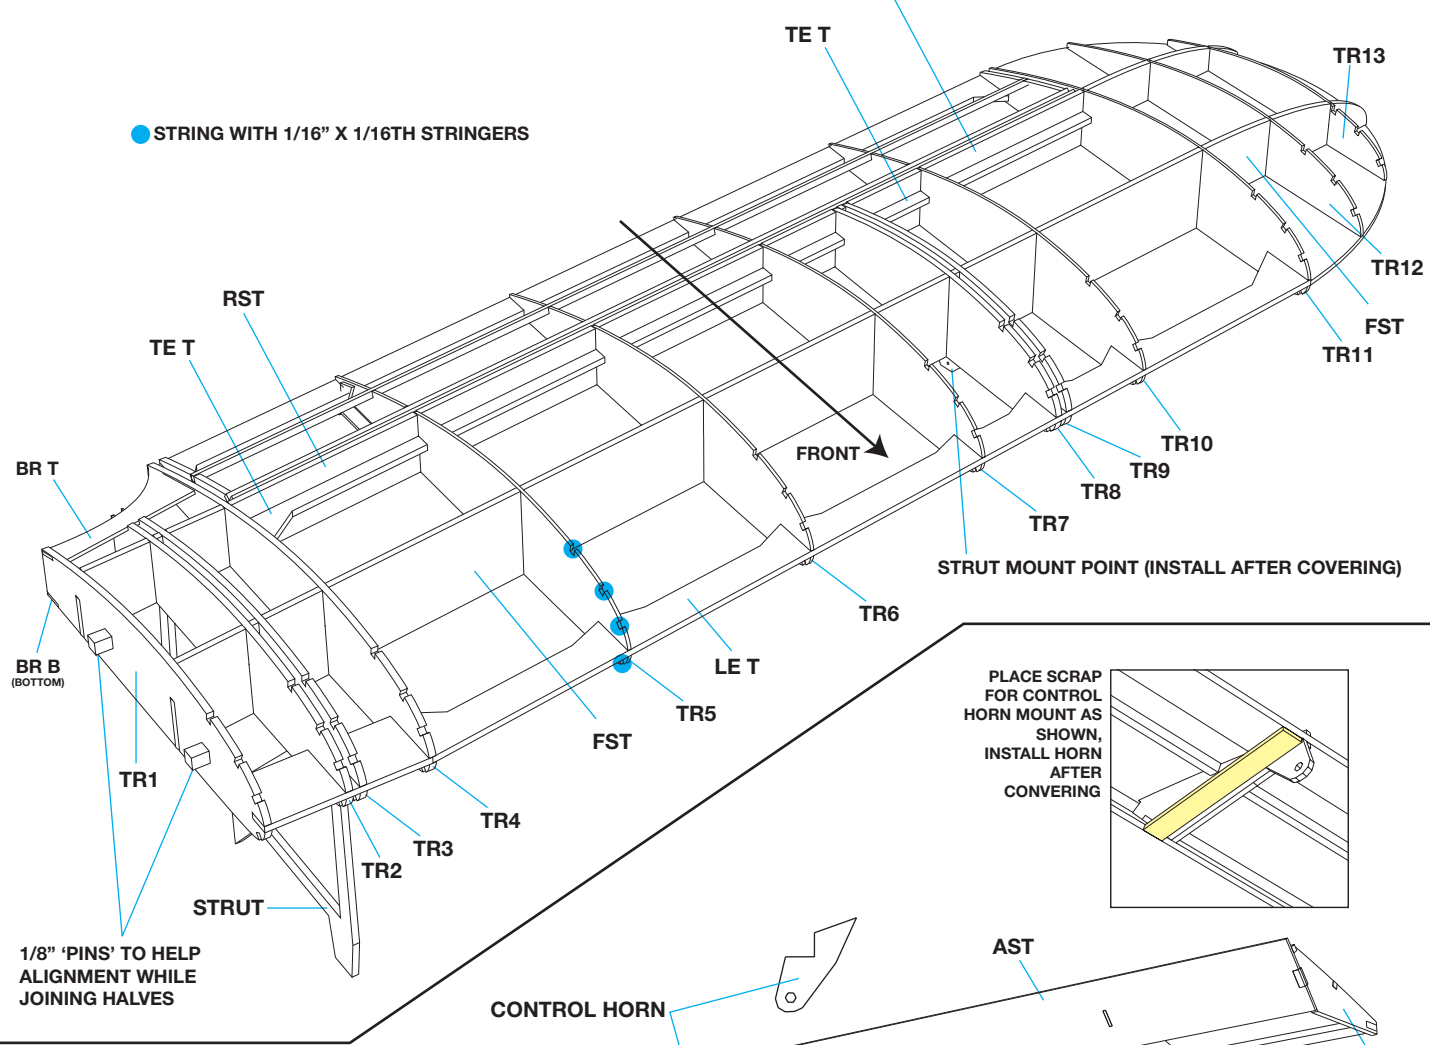 TE T
TR13
STRING WITH 1/16” X 1/16TH STRINGERS
TR12
RST
FST
TE T
TR11
FRONT
TR10
BR T
TR9
TR8
TR7
STRUT MOUNT POINT (INSTALL AFTER COVERING)
TR6
BR B
(BOTTOM)
LE T
TR5
FST
TR1
TR4
TR3
TR2
STRUT
1/8” ‘PINS’ TO HELP
ALIGNMENT WHILE
JOINING HALVES
PLACE SCRAP
FOR CONTROL
HORN MOUNT AS
SHOWN,
INSTALL HORN
AFTER
CONVERING
AST
CONTROL HORN